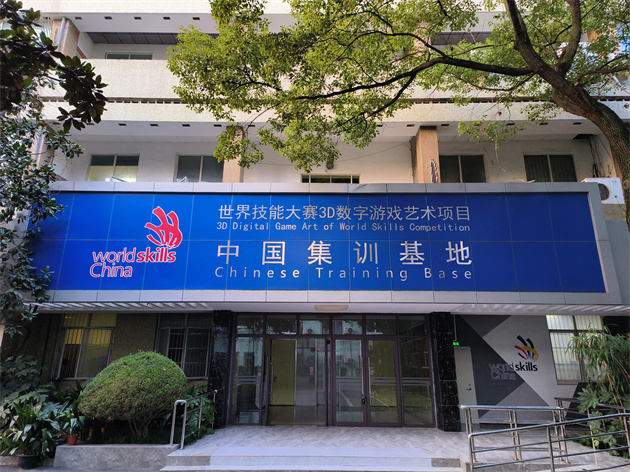 世界技能大赛3D数字游戏艺术项目
3D Digital Game Art of World Skills Competition
worldskills
China
中国集训基地
Chinese Training Base
worldskills
China